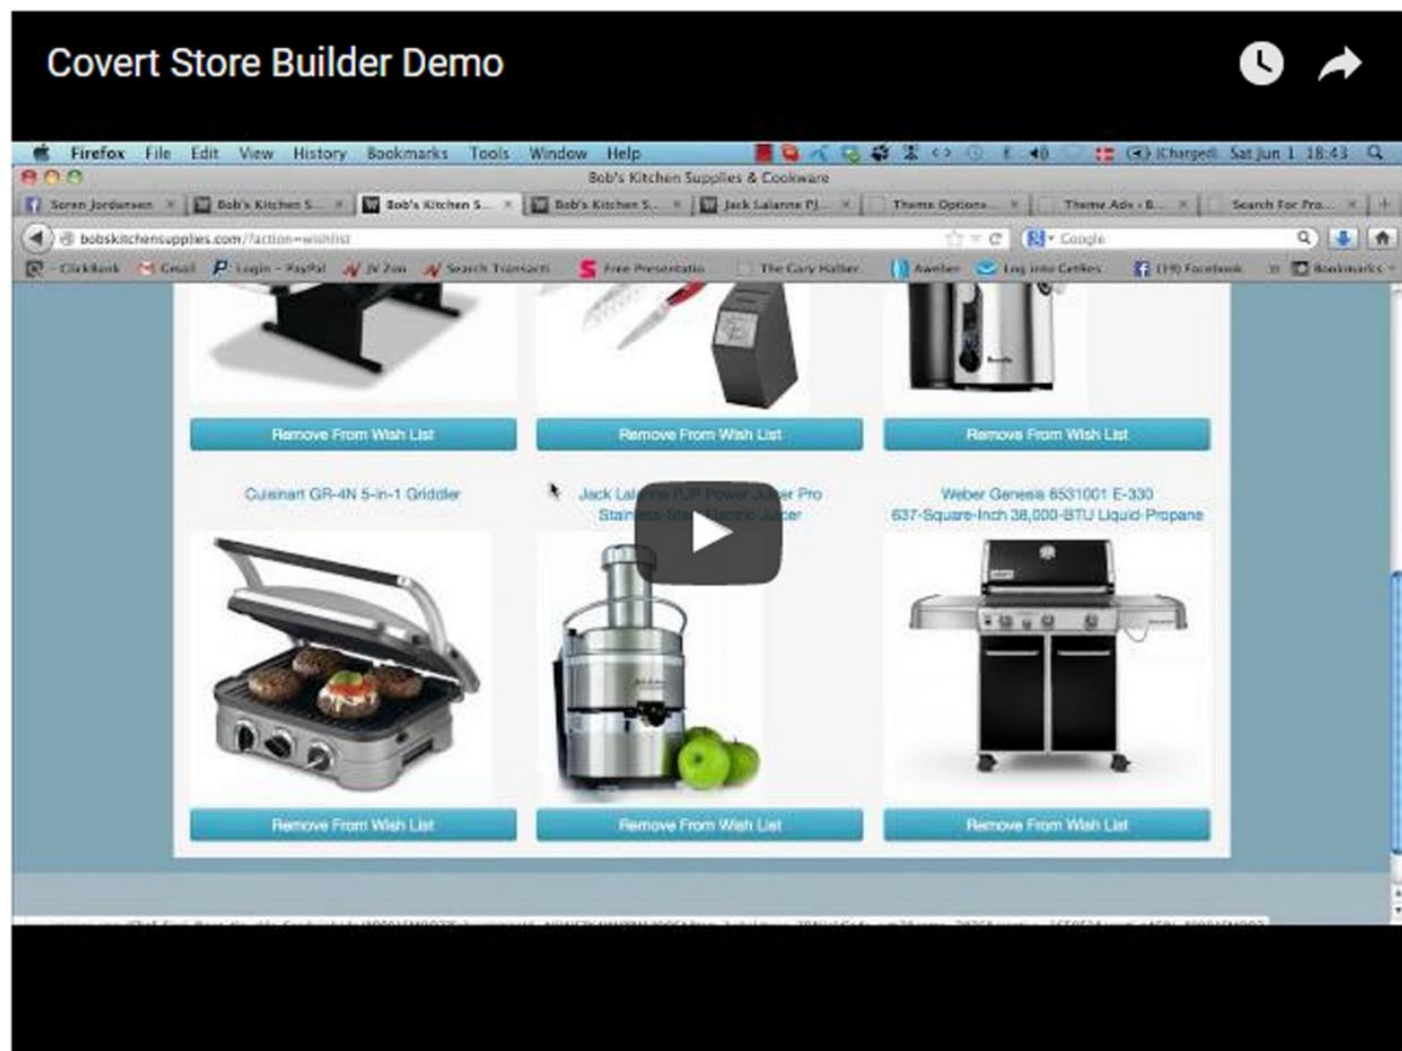 Covert Store Builder Demo
Firefox File Edit View History Bookmarks Tools Window Help (Charged) Sat Jun 1 18:43
Bob's Kitchen Supplies & Cookware
Soren Jordansen Bob's Kitchen S... Bob's Kitchen S... Bob's Kitchen S... Jack Lalanne PJ... Theme Options Theme Ads ‹ B... Search For Pro...
bobskitchensupplies.com/?action=wishlist Google
ClickBank Gmail Login - PayPal JV Zoo Search Transacti Free Presentatio The Gary Halber Aweber Log into GetRes (19) Facebook Bookmarks
Remove From Wish List Remove From Wish List Remove From Wish List
Cuisinart GR-4N 5-in-1 Griddler Jack Lalanne PJP Power Juicer Pro Weber Genesis 6531001 E-330
Stainless-Steel Electric Juicer 637-Square-Inch 38,000-BTU Liquid-Propane
Remove From Wish List Remove From Wish List Remove From Wish List